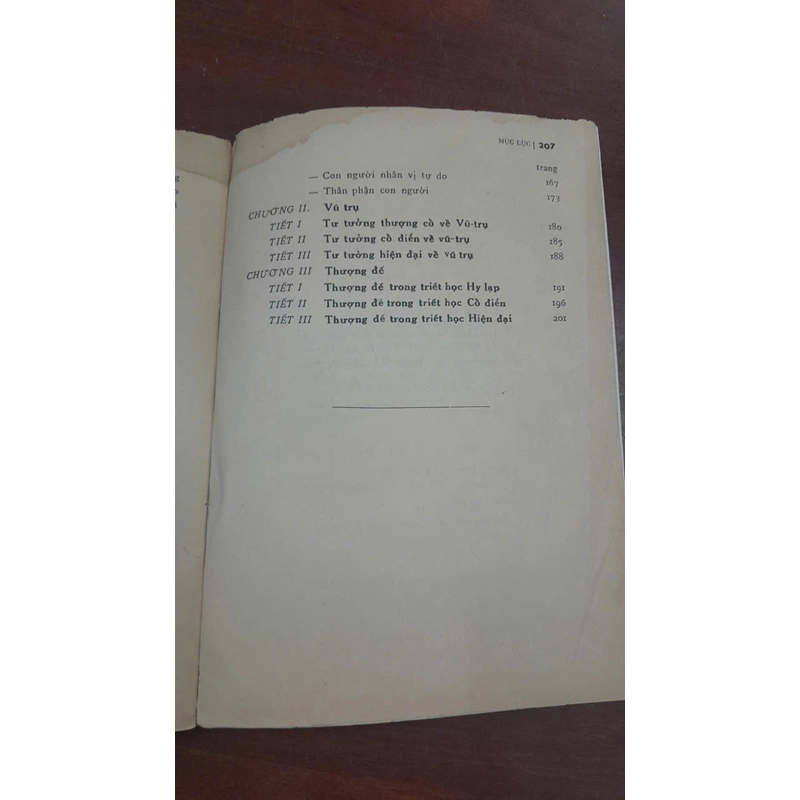 MỤC LỤC | 207
trang
— Con người nhân vị tự do 167
— Thân phận con người 173
CHƯƠNG II. Vũ trụ
TIẾT I Tư tưởng thượng cổ về Vũ-trụ 180
TIẾT II Tư tưởng cổ điển về vũ-trụ 185
TIẾT III Tư tưởng hiện đại về vũ trụ 188
CHƯƠNG III Thượng đế
TIẾT I Thượng đế trong triết học Hy lạp 191
TIẾT II Thượng đế trong triết học Cổ điển 196
TIẾT III Thượng đế trong triết học Hiện đại 201